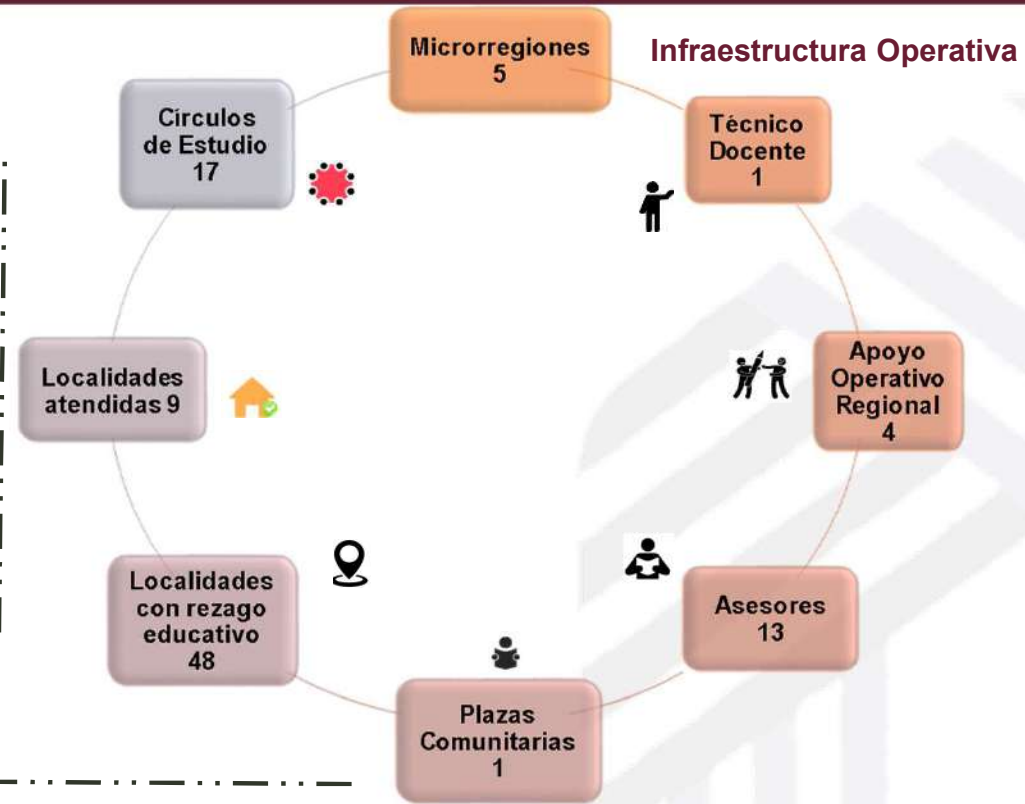 Infraestructura Operativa
Microrregiones
5
Técnico
Docente
1
Apoyo
Operativo
Regional
4
Asesores
13
Plazas
Comunitarias
1
Localidades
con rezago
educativo
48
Localidades
atendidas 9
Círculos
de Estudio
17